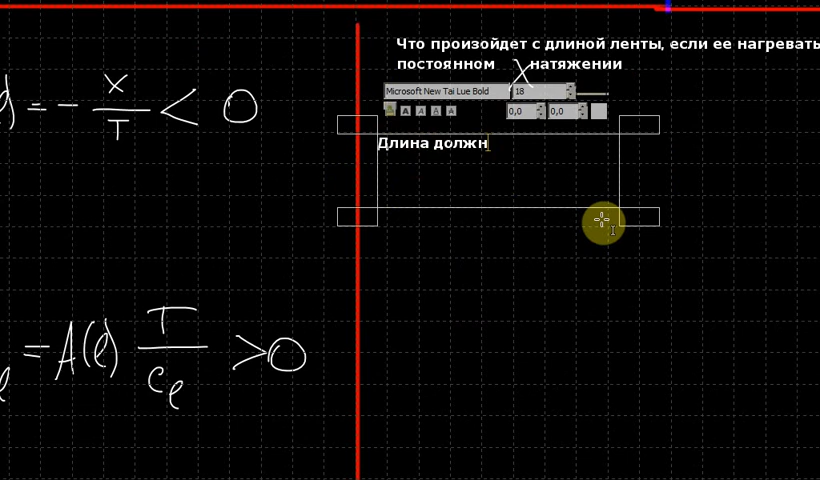 Что произойдет с длиной ленты, если ее нагревать
постоянном X натяжении
Microsoft New Tai Lue Bold 18
A A A A A 0,0 0,0
Длина должн
) = - X / T < 0
ℓ = A(ℓ) T / c_ℓ > 0